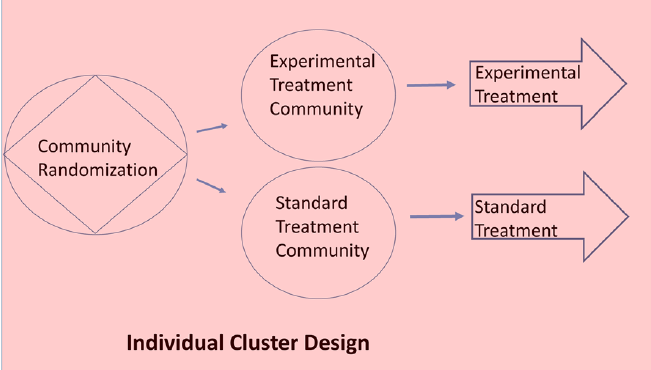 Community
Randomization
Experimental
Treatment
Community
Experimental
Treatment
Standard
Treatment
Community
Standard
Treatment
Individual Cluster Design